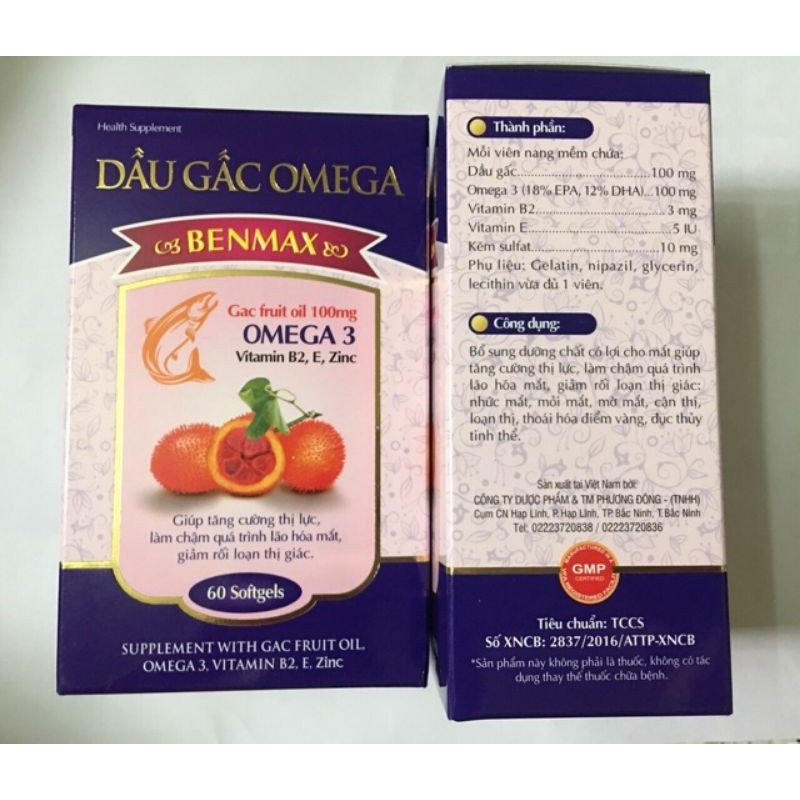 Health Supplement
DẦU GẤC OMEGA
BENMAX
Gac fruit oil 100mg
OMEGA 3
Vitamin B2, E, Zinc
Giúp tăng cường thị lực,
làm chậm quá trình lão hóa mắt,
giảm rối loạn thị giác.
60 Softgels
SUPPLEMENT WITH GAC FRUIT OIL,
OMEGA 3, VITAMIN B2, E, Zinc
Thành phần:
Mỗi viên nang mềm chứa:
Dầu gấc..............................100 mg
Omega 3 (18% EPA, 12% DHA)...100 mg
Vitamin B2..............................3 mg
Vitamin E..............................5 IU
Kẽm sulfat..............................10 mg
Phụ liệu: Gelatin, nipazil, glycerin,
lecithin vừa đủ 1 viên.
Công dụng:
Bổ sung dưỡng chất có lợi cho mắt giúp
tăng cường thị lực, làm chậm quá trình
lão hóa mắt, giảm rối loạn thị giác:
nhức mắt, mỏi mắt, mờ mắt, cận thị,
loạn thị, thoái hóa điểm vàng, đục thủy
tinh thể.
Sản xuất tại Việt Nam bởi:
CÔNG TY DƯỢC PHẨM & TM PHƯƠNG ĐÔNG - (TNHH)
Cụm CN Hạp Lĩnh, P. Hạp Lĩnh, TP. Bắc Ninh, T. Bắc Ninh
Tel: 02223720838 / 02223720836
MANUFACTURED IN A
GMP
CERTIFIED
Tiêu chuẩn: TCCS
Số XNCB: 2837/2016/ATTP-XNCB
*Sản phẩm này không phải là thuốc, không có tác
dụng thay thế thuốc chữa bệnh.